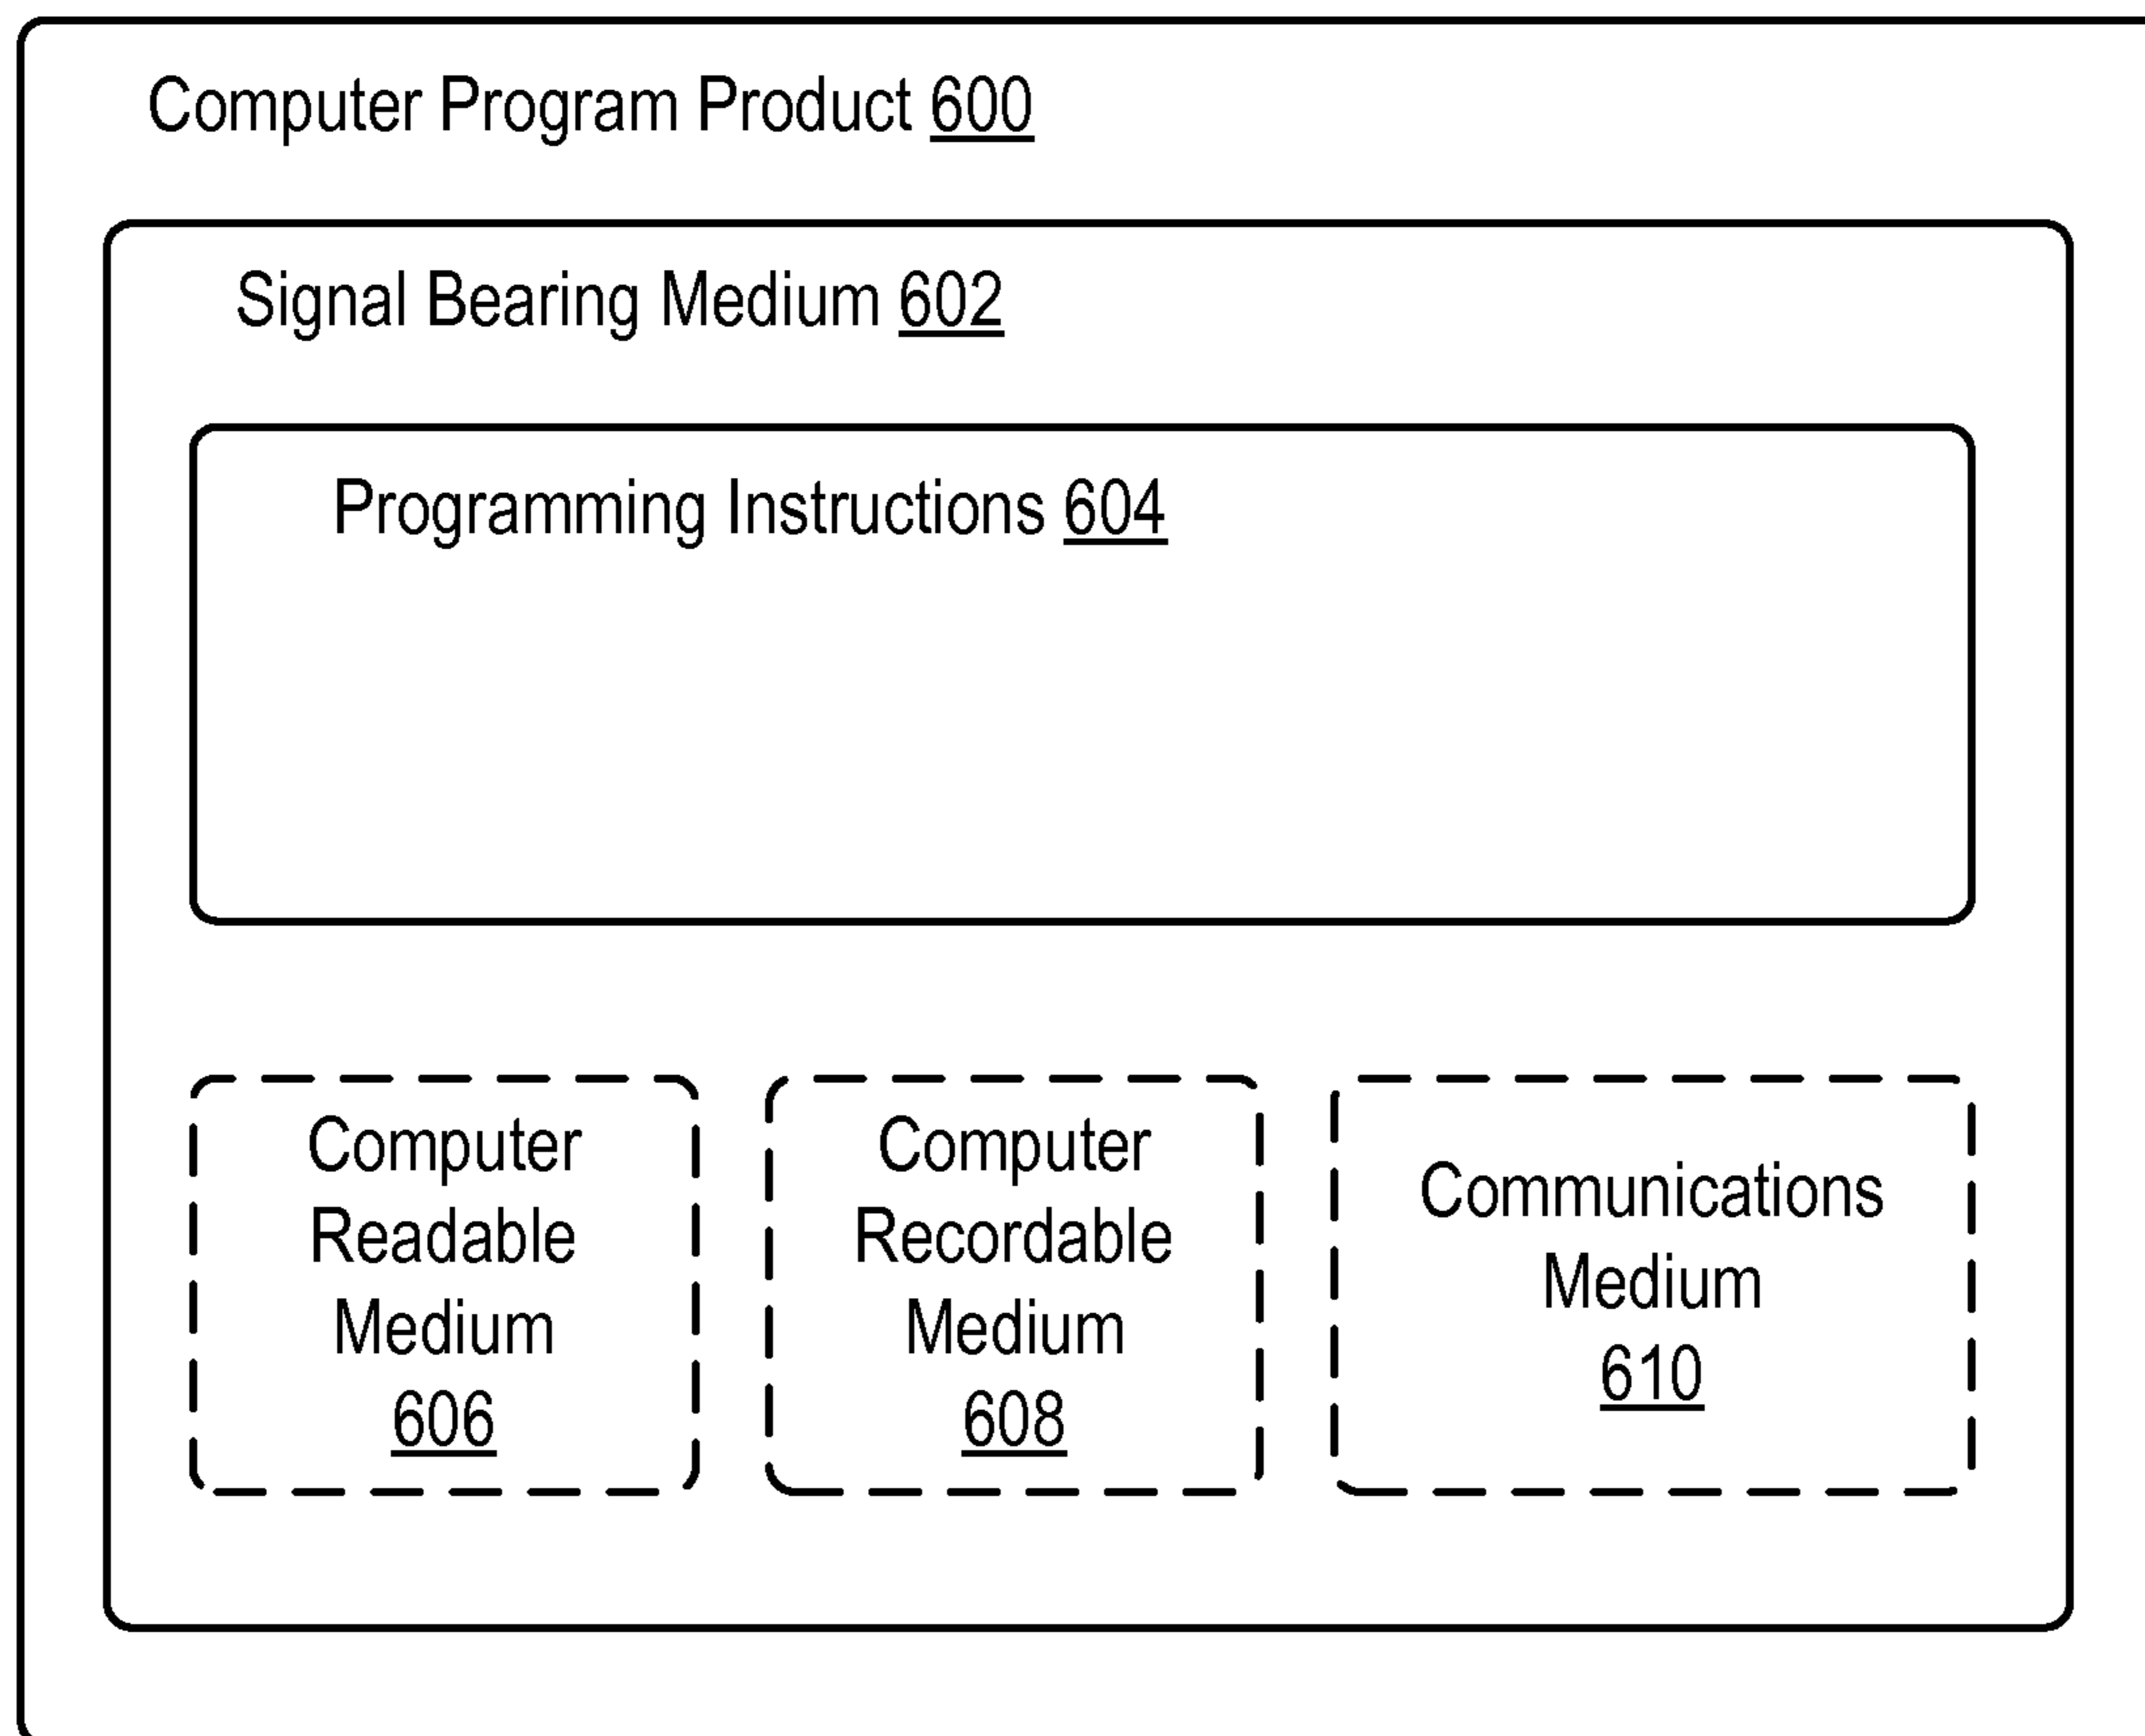 Computer Program Product 600
Signal Bearing Medium 602
Programming Instructions 604
Computer
Readable
Medium
606
Computer
Recordable
Medium
608
Communications
Medium
610